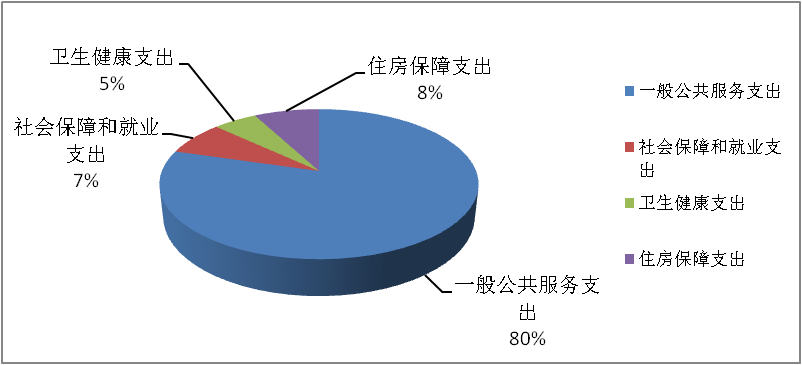 卫生健康支出
5%
住房保障支出
8%
社会保障和就业
支出
7%
一般公共服务支
出
80%
一般公共服务支出
社会保障和就业支
出
卫生健康支出
住房保障支出